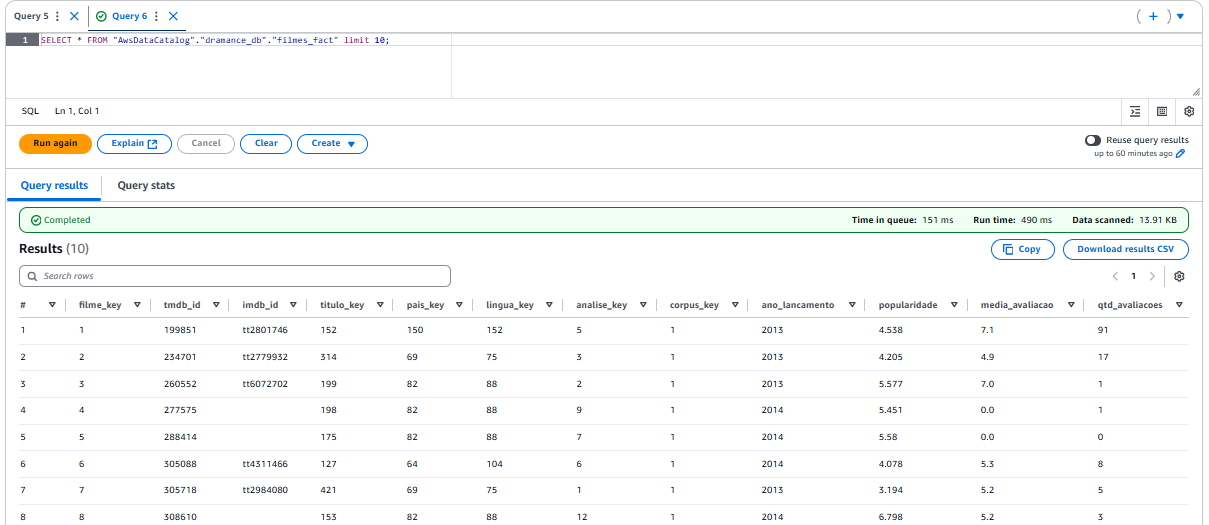 Query 5 Query 6
1 SELECT * FROM "AwsDataCatalog"."dramance_db"."filmes_fact" limit 10;
SQL Ln 1, Col 1
Run again Explain Cancel Clear Create Reuse query results
up to 60 minutes ago
Query results Query stats
Completed Time in queue: 151 ms Run time: 490 ms Data scanned: 13.91 KB
Results (10) Copy Download results CSV
Search rows 1
# filme_key tmdb_id imdb_id titulo_key pais_key lingua_key analise_key corpus_key ano_lancamento popularidade media_avaliacao qtd_avaliacoes
1 1 199851 tt2801746 152 150 152 5 1 2013 4.538 7.1 91
2 2 234701 tt2779932 314 69 75 3 1 2013 4.205 4.9 17
3 3 260552 tt6072702 199 82 88 2 1 2013 5.577 7.0 1
4 4 277575 198 82 88 9 1 2014 5.451 0.0 1
5 5 288414 175 82 88 7 1 2014 5.58 0.0 0
6 6 305088 tt4311466 127 64 104 6 1 2014 4.078 5.3 8
7 7 305718 tt2984080 421 69 75 1 1 2013 3.194 5.2 5
8 8 308610 153 82 88 12 1 2014 6.798 5.2 3